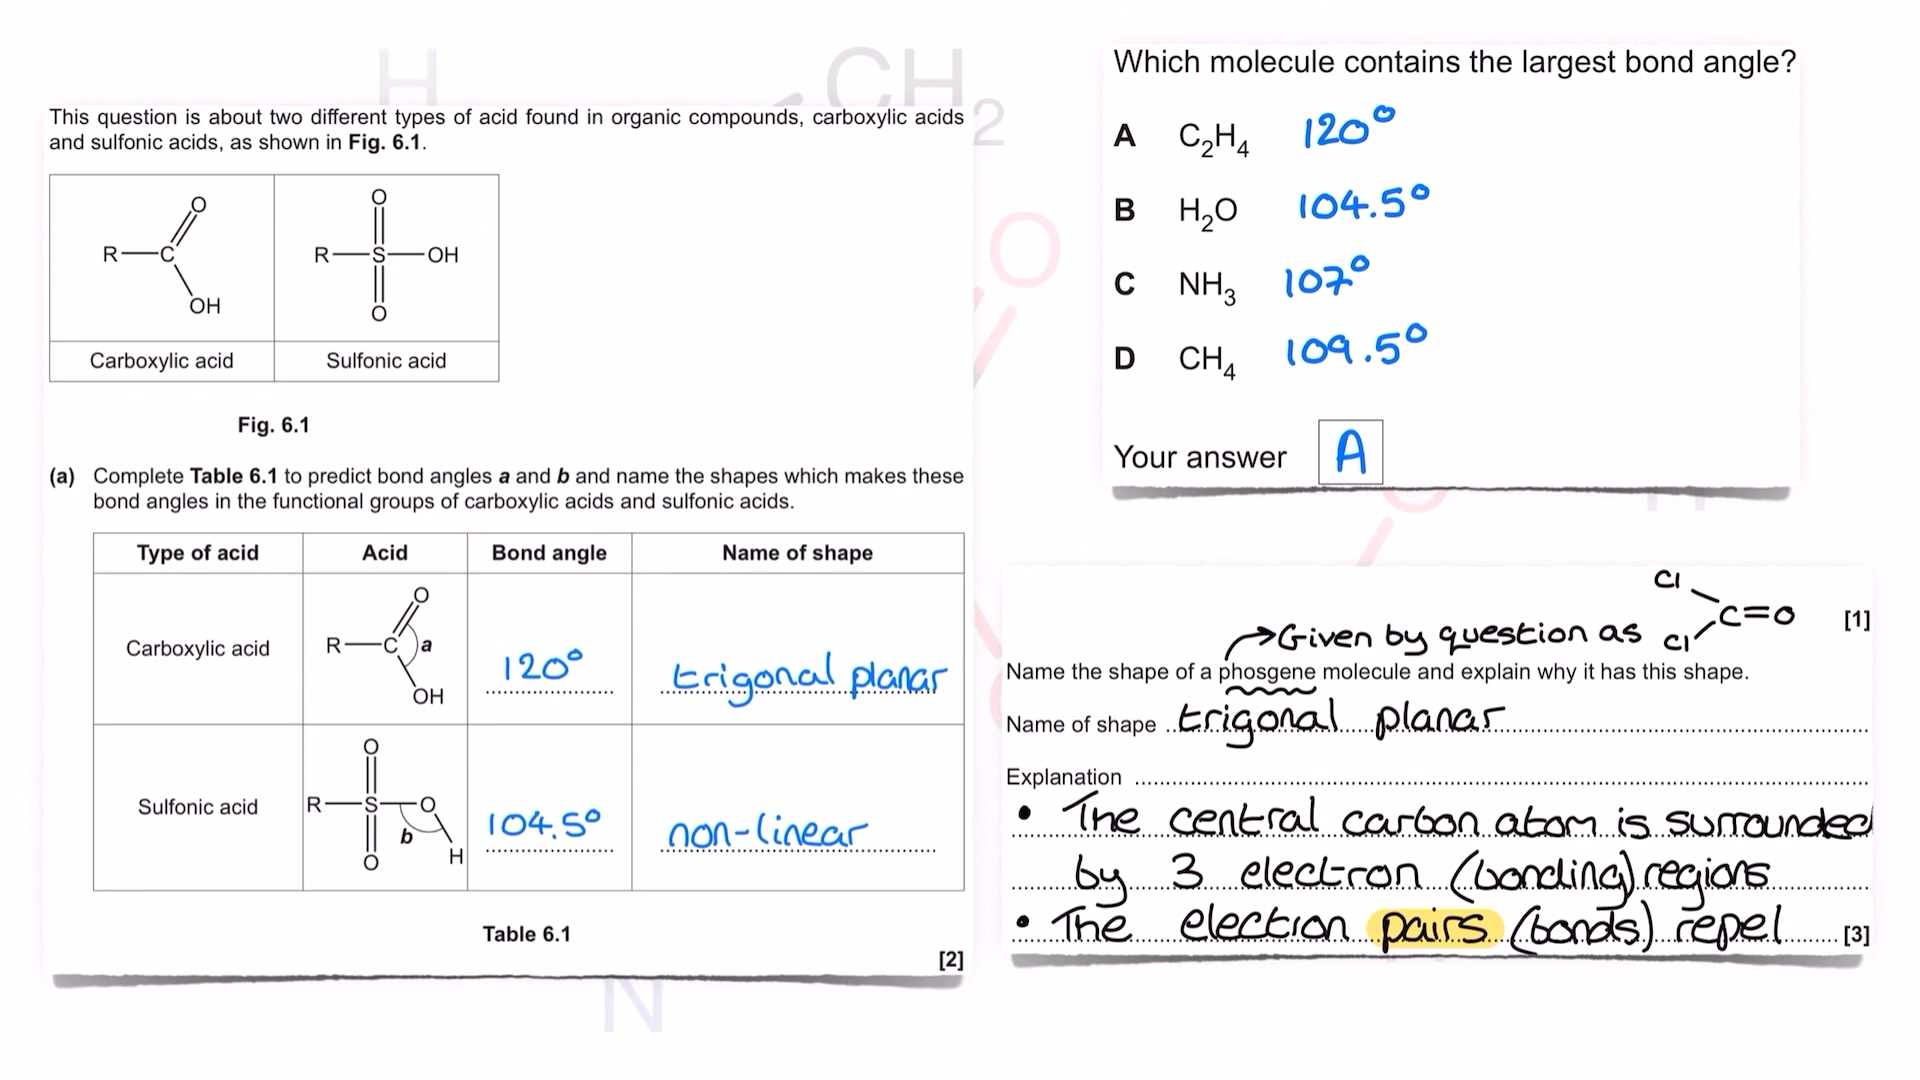 This question is about two different types of acid found in organic compounds, carboxylic acids
and sulfonic acids, as shown in Fig. 6.1.
O
R C
OH
O
R S OH
O
Carboxylic acid
Sulfonic acid
Fig. 6.1
(a) Complete Table 6.1 to predict bond angles a and b and name the shapes which makes these
bond angles in the functional groups of carboxylic acids and sulfonic acids.
Type of acid Acid Bond angle Name of shape
Carboxylic acid
O
R C a
OH
120° trigonal planar
Sulfonic acid
O
R S O
b
O H
104.5° non-linear
Table 6.1
[2]
H
CH2
O
N
Which molecule contains the largest bond angle?
A C₂H₄ 120°
B H₂O 104.5°
C NH₃ 107°
D CH₄ 109.5°
Your answer A
Cl
C=O [1]
Given by question as Cl
Name the shape of a phosgene molecule and explain why it has this shape.
Name of shape trigonal planar
Explanation
• The central carbon atom is surrounded
by 3 electron (bonding) regions
• The electron pairs (bonds) repel [3]